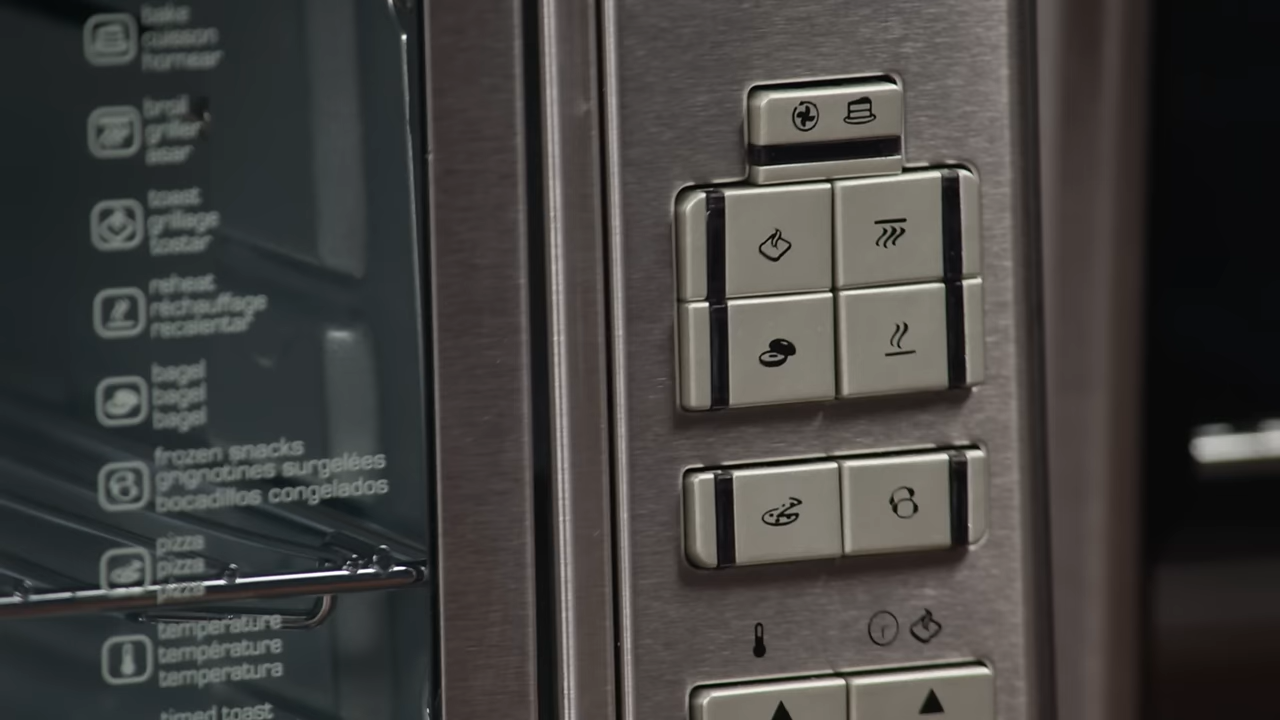 bake
cuisson
hornear
broil
griller
asar
toast
grillage
tostar
reheat
réchauffage
recalentar
bagel
bagel
bagel
frozen snacks
grignotines surgelées
bocadillos congelados
pizza
pizza
pizza
temperature
température
temperatura
timed toast